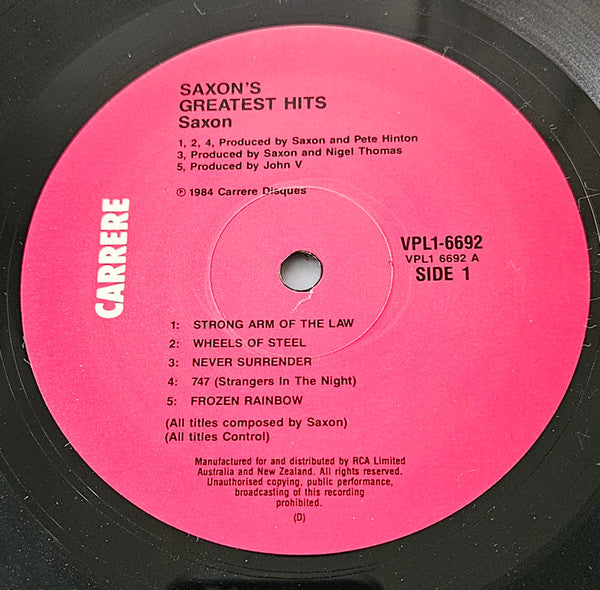 SAXON'S
GREATEST HITS
Saxon
1, 2, 4, Produced by Saxon and Pete Hinton
3, Produced by Saxon and Nigel Thomas
5, Produced by John V
℗ 1984 Carrere Disques
CARRERE
VPL1-6692
VPL1 6692 A
SIDE 1
1: STRONG ARM OF THE LAW
2: WHEELS OF STEEL
3: NEVER SURRENDER
4: 747 (Strangers In The Night)
5: FROZEN RAINBOW
(All titles composed by Saxon)
(All titles Control)
Manufactured for and distributed by RCA Limited
Australia and New Zealand. All rights reserved.
Unauthorised copying, public performance,
broadcasting of this recording
prohibited.
(D)